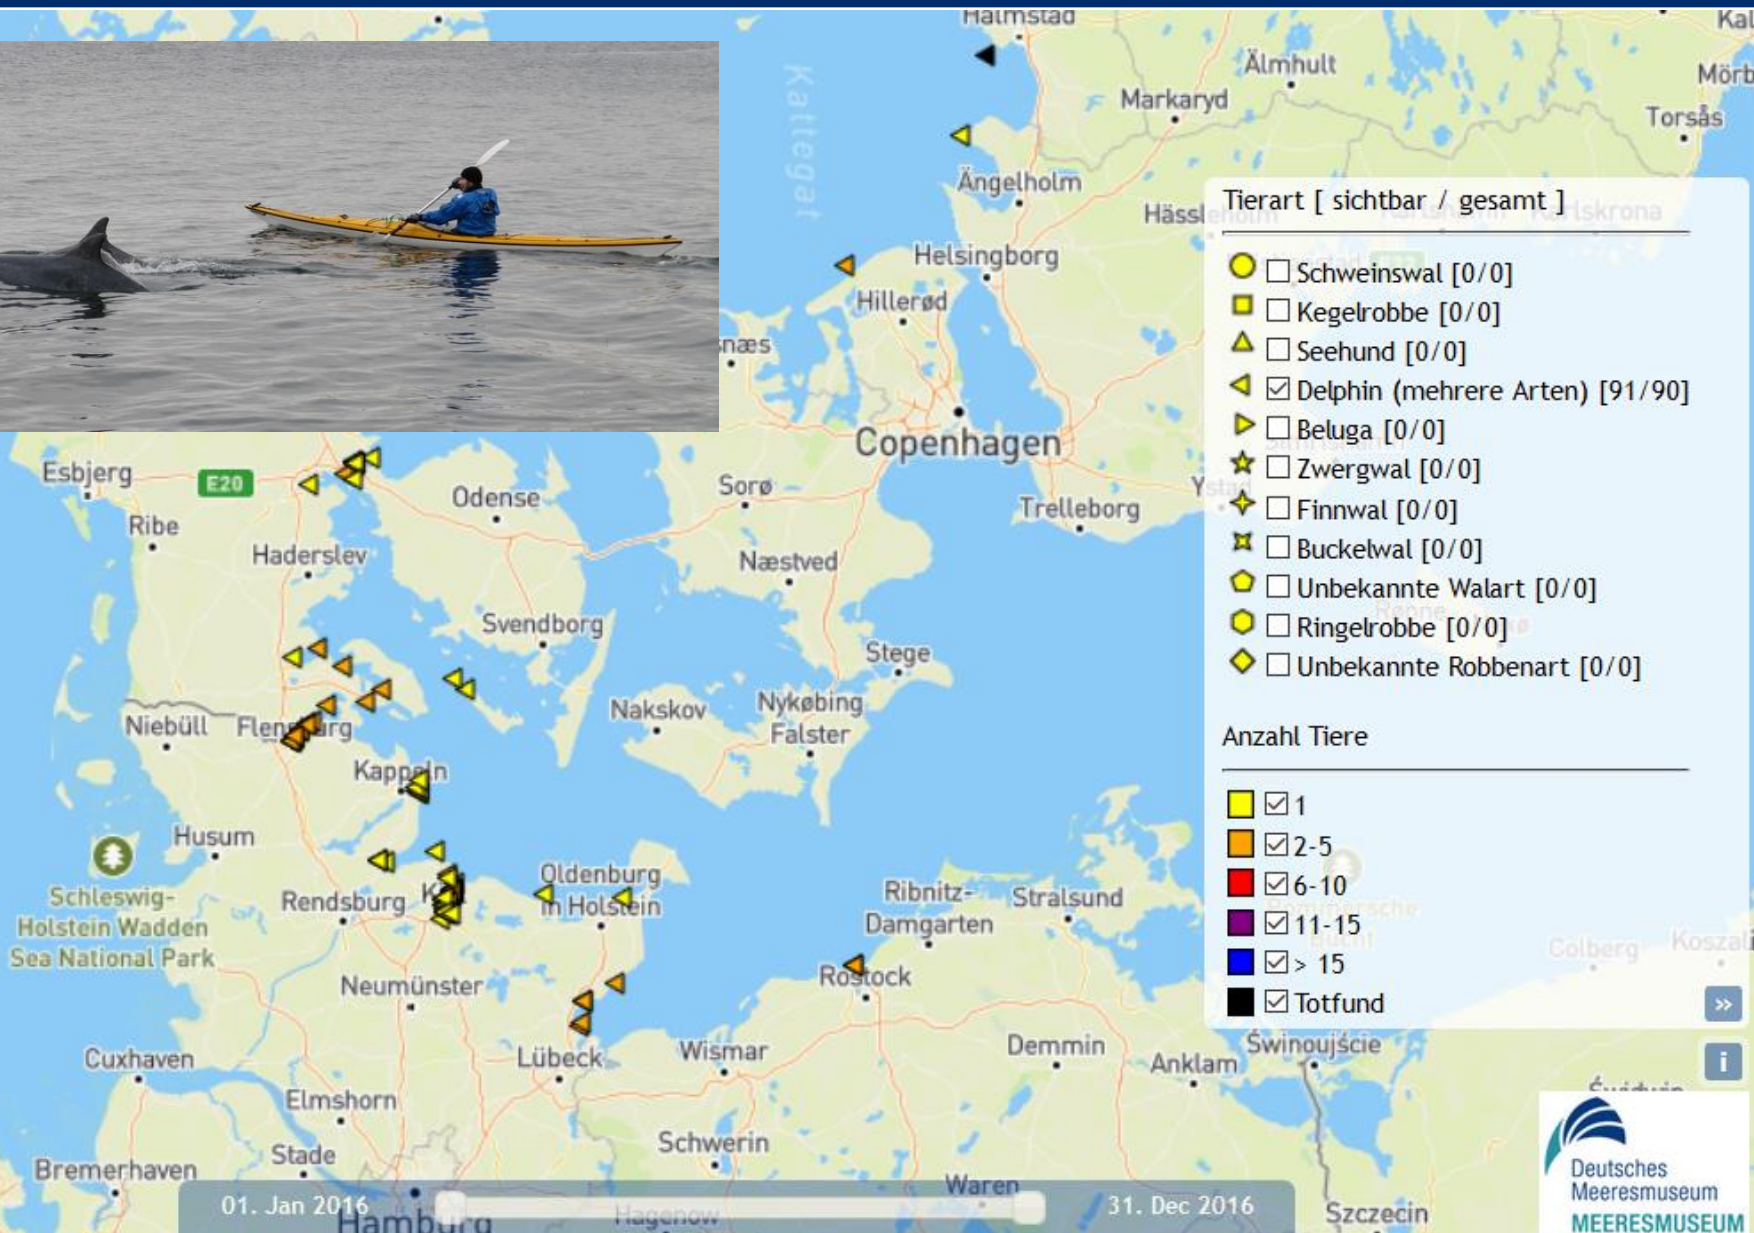 Halmstad
Kattegat
Älmhult
Markaryd
Torsås
Ängelholm
Helsingborg
Hillerød
Copenhagen
Esbjerg
E20
Odense
Sorø
Trelleborg
Ribe
Haderslev
Næstved
Svendborg
Stege
Nakskov
Nykøbing
Falster
Niebüll
Kappeln
Husum
Oldenburg
in Holstein
Schleswig-
Holstein Wadden
Sea National Park
Rendsburg
Ribnitz-
Damgarten
Stralsund
Rostock
Neumünster
Cuxhaven
Lübeck
Wismar
Demmin
Anklam
Świnoujście
Elmshorn
Stade
Schwerin
Bremerhaven
Waren
Hamburg
Hagenow
Szczecin
Colberg
Tierart [ sichtbar / gesamt ]
Schweinswal [0/0]
Kegelrobbe [0/0]
Seehund [0/0]
Delphin (mehrere Arten) [91/90]
Beluga [0/0]
Zwergwal [0/0]
Finnwal [0/0]
Buckelwal [0/0]
Unbekannte Walart [0/0]
Ringelrobbe [0/0]
Unbekannte Robbenart [0/0]
Anzahl Tiere
1
2-5
6-10
11-15
> 15
Totfund
»
i
01. Jan 2016
31. Dec 2016
Deutsches
Meeresmuseum
MEERESMUSEUM